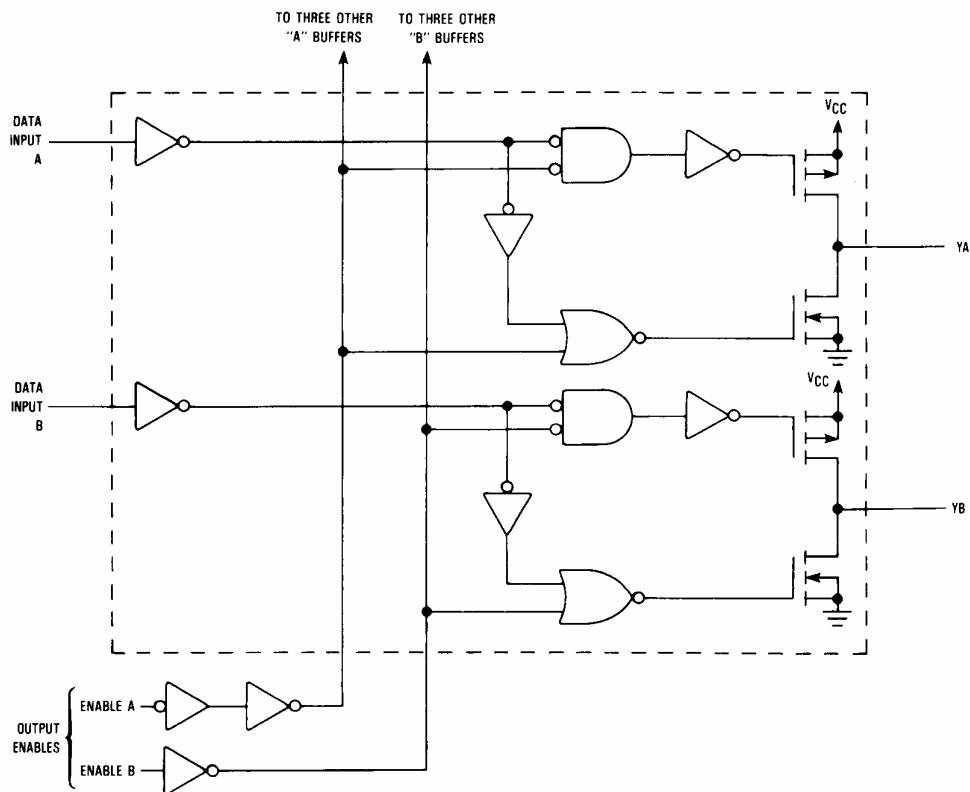 TO THREE OTHER
"A" BUFFERS
TO THREE OTHER
"B" BUFFERS
DATA
INPUT
A
VCC
YA
DATA
INPUT
B
VCC
YB
OUTPUT
ENABLES
ENABLE A
ENABLE B